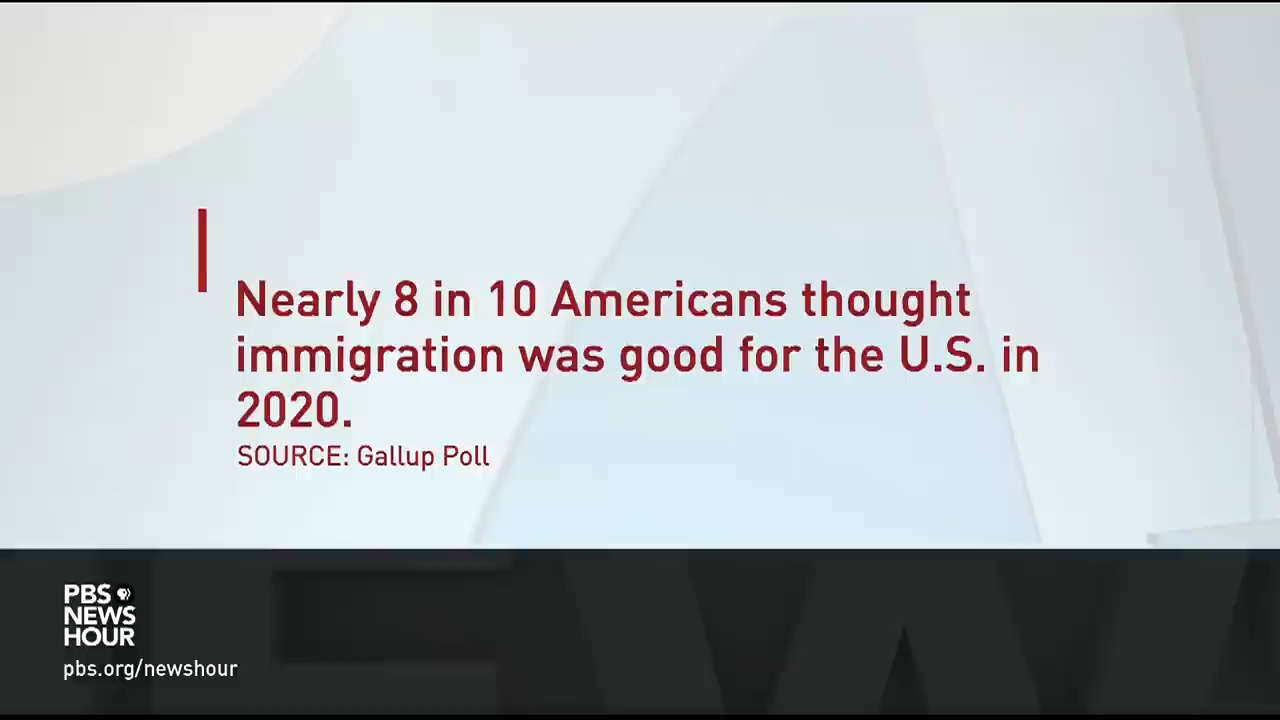 Nearly 8 in 10 Americans thought
immigration was good for the U.S. in
2020.
SOURCE: Gallup Poll
PBS
NEWS
HOUR
pbs.org/newshour